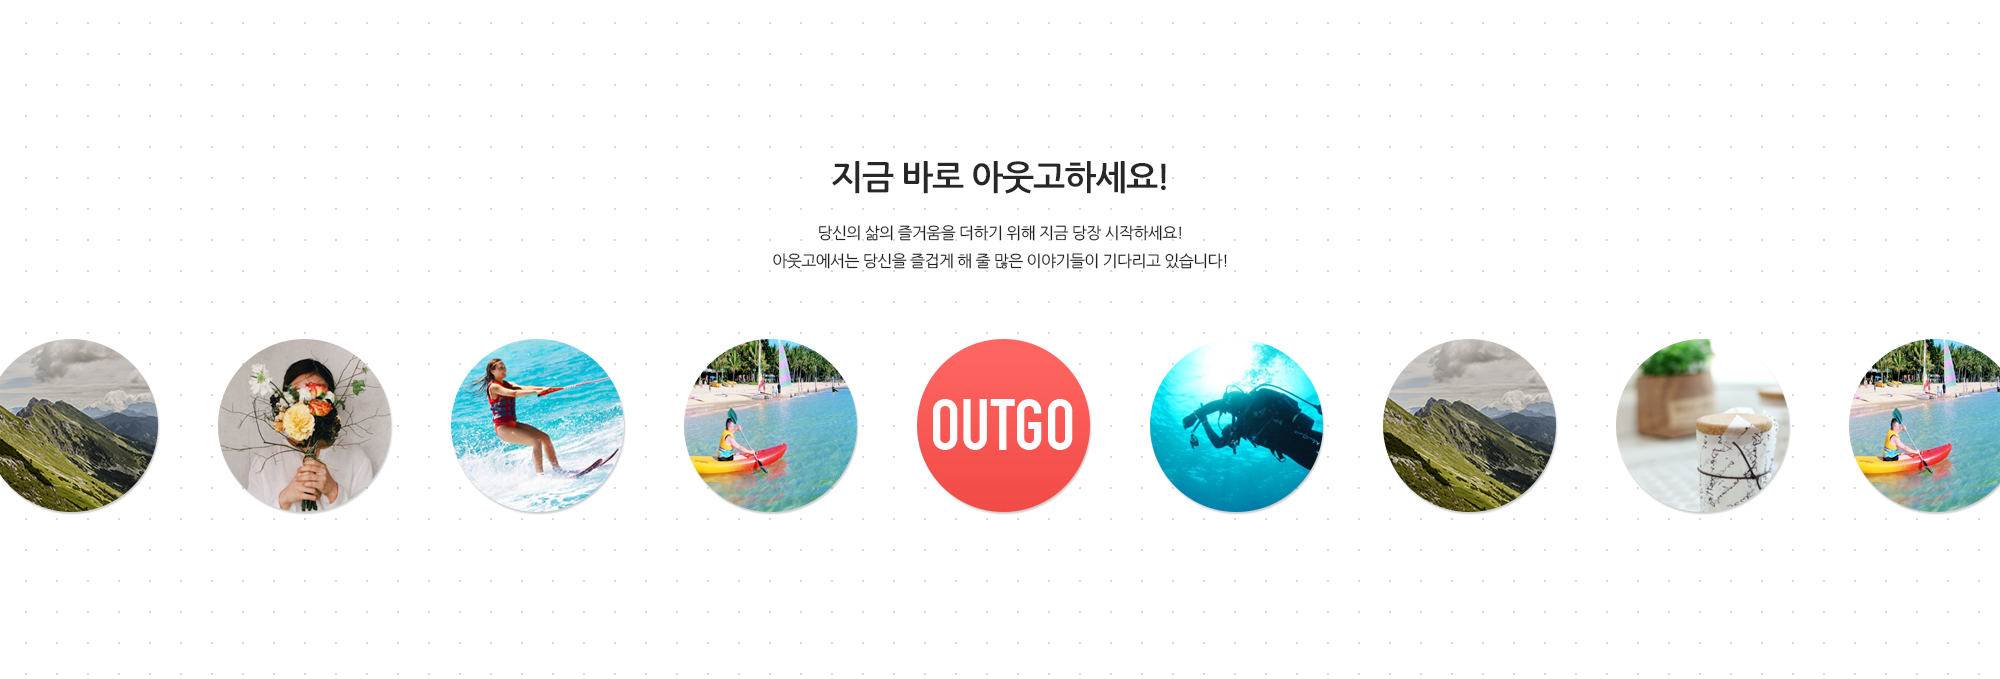 지금 바로 아웃고하세요!
당신의 삶의 즐거움을 더하기 위해 지금 당장 시작하세요!
아웃고에서는 당신을 즐겁게 해 줄 많은 이야기들이 기다리고 있습니다!
OUTGO